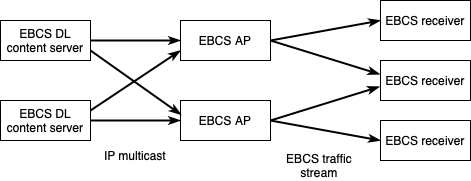 EBCS DL
content server
EBCS AP
EBCS receiver
EBCS receiver
EBCS DL
content server
EBCS AP
EBCS receiver
IP multicast
EBCS traffic
stream